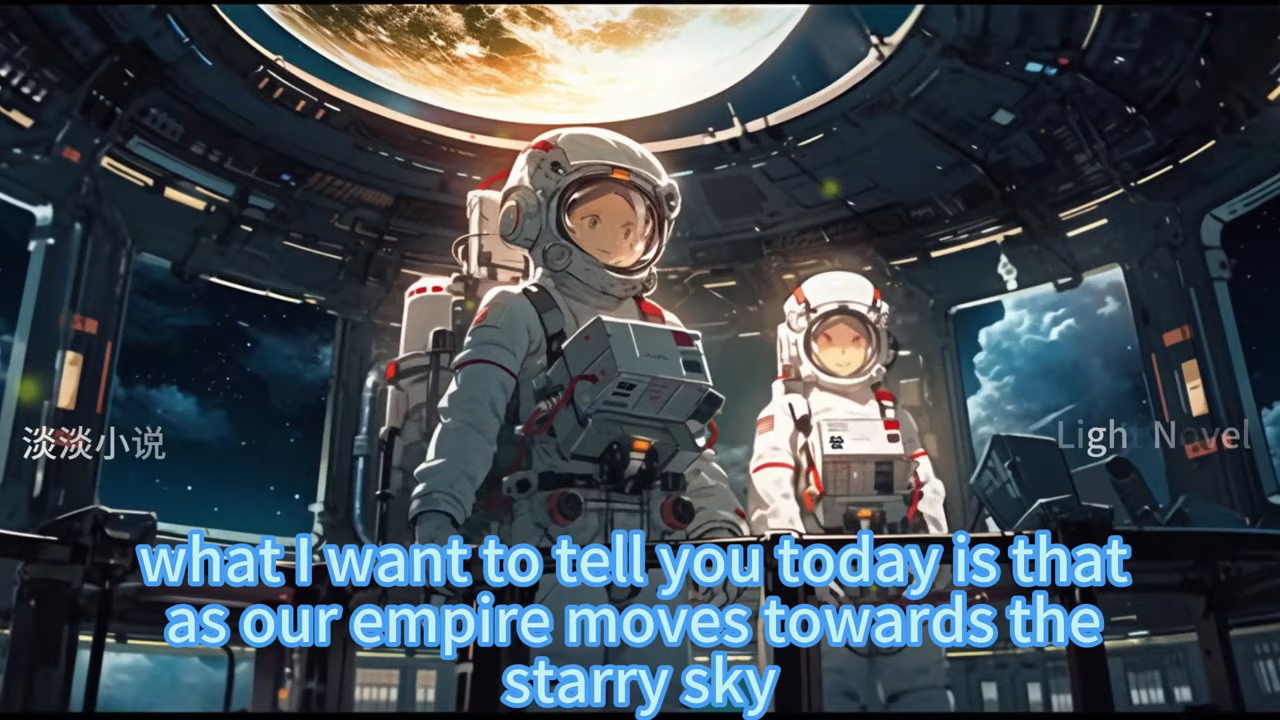 淡淡小说
Light Novel
what I want to tell you today is that
as our empire moves towards the
starry sky